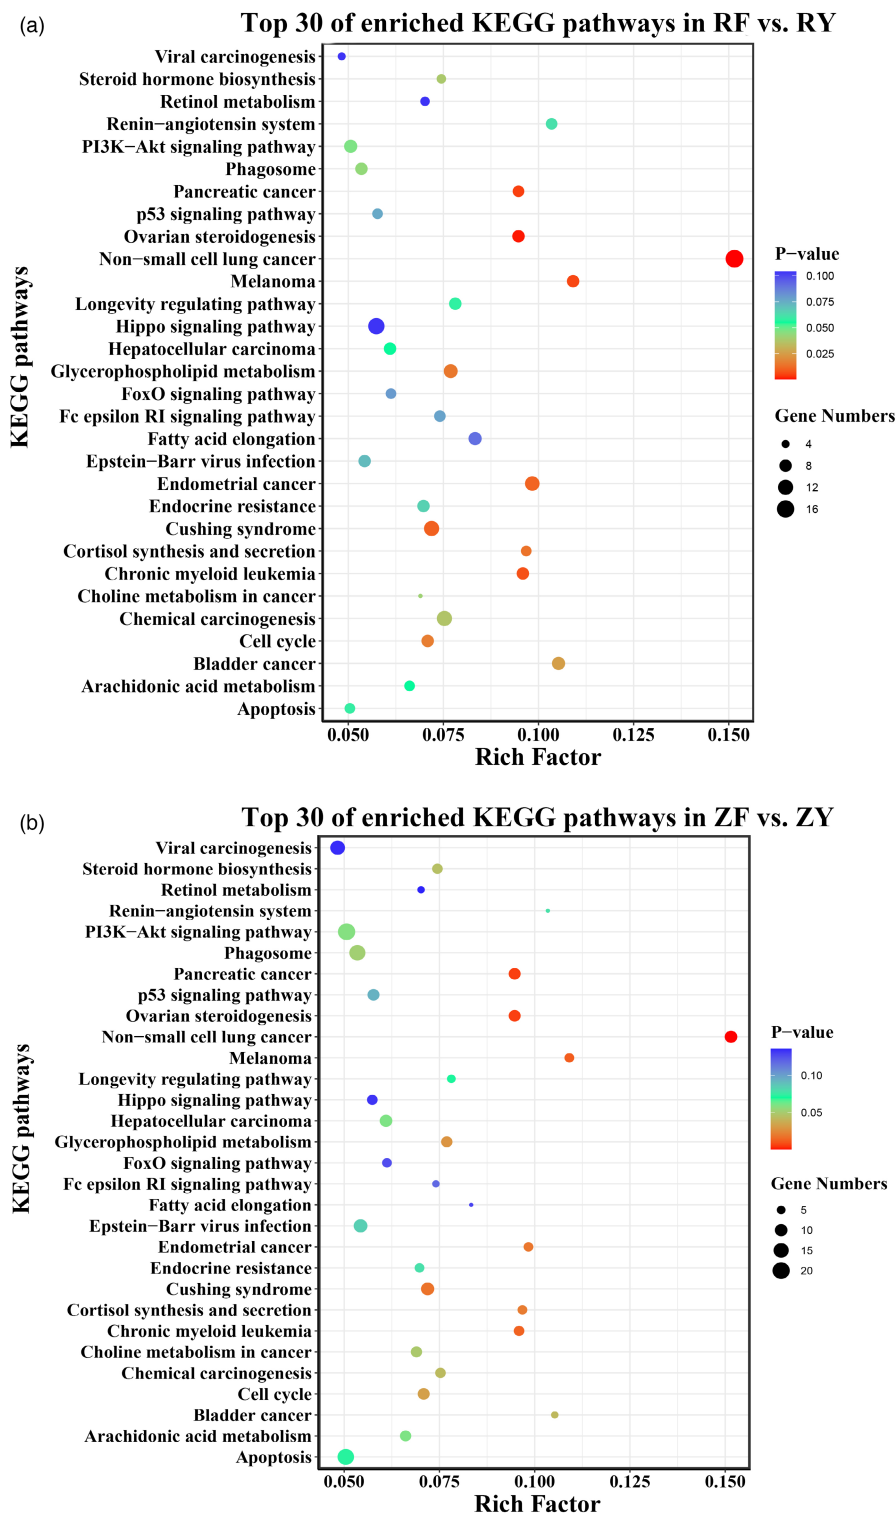 (a)
Top 30 of enriched KEGG pathways in RF vs. RY
KEGG pathways
Viral carcinogenesis
Steroid hormone biosynthesis
Retinol metabolism
Renin−angiotensin system
PI3K−Akt signaling pathway
Phagosome
Pancreatic cancer
p53 signaling pathway
Ovarian steroidogenesis
Non−small cell lung cancer
Melanoma
Longevity regulating pathway
Hippo signaling pathway
Hepatocellular carcinoma
Glycerophospholipid metabolism
FoxO signaling pathway
Fc epsilon RI signaling pathway
Fatty acid elongation
Epstein−Barr virus infection
Endometrial cancer
Endocrine resistance
Cushing syndrome
Cortisol synthesis and secretion
Chronic myeloid leukemia
Choline metabolism in cancer
Chemical carcinogenesis
Cell cycle
Bladder cancer
Arachidonic acid metabolism
Apoptosis
0.050 0.075 0.100 0.125 0.150
Rich Factor
P−value
0.100
0.075
0.050
0.025
Gene Numbers
4
8
12
16
(b)
Top 30 of enriched KEGG pathways in ZF vs. ZY
KEGG pathways
Viral carcinogenesis
Steroid hormone biosynthesis
Retinol metabolism
Renin−angiotensin system
PI3K−Akt signaling pathway
Phagosome
Pancreatic cancer
p53 signaling pathway
Ovarian steroidogenesis
Non−small cell lung cancer
Melanoma
Longevity regulating pathway
Hippo signaling pathway
Hepatocellular carcinoma
Glycerophospholipid metabolism
FoxO signaling pathway
Fc epsilon RI signaling pathway
Fatty acid elongation
Epstein−Barr virus infection
Endometrial cancer
Endocrine resistance
Cushing syndrome
Cortisol synthesis and secretion
Chronic myeloid leukemia
Choline metabolism in cancer
Chemical carcinogenesis
Cell cycle
Bladder cancer
Arachidonic acid metabolism
Apoptosis
0.050 0.075 0.100 0.125 0.150
Rich Factor
P−value
0.10
0.05
Gene Numbers
5
10
15
20